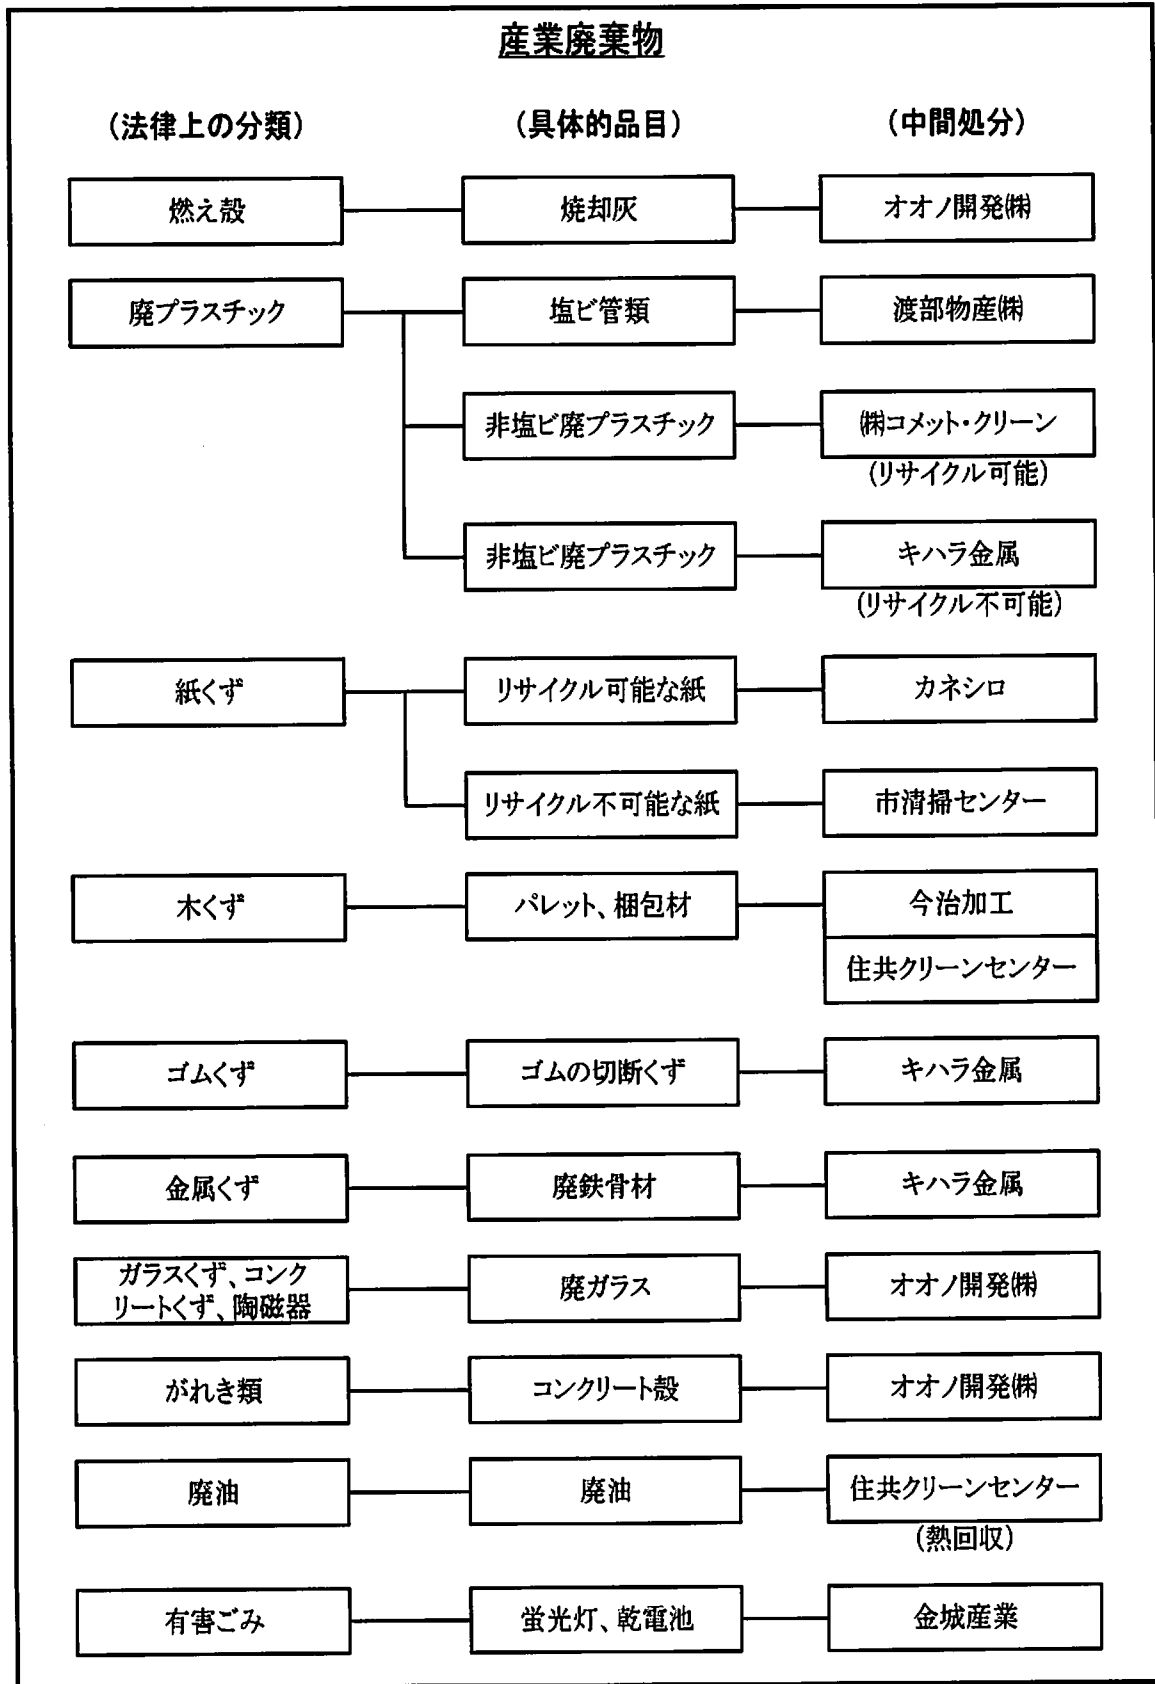 産業廃棄物
(法律上の分類) (具体的品目) (中間処分)
燃え殻 焼却灰 オオノ開発㈱
廃プラスチック 塩ビ管類 渡部物産㈱
非塩ビ廃プラスチック ㈱コメット・クリーン
(リサイクル可能)
非塩ビ廃プラスチック キハラ金属
(リサイクル不可能)
紙くず リサイクル可能な紙 カネシロ
リサイクル不可能な紙 市清掃センター
木くず パレット、梱包材 今治加工
住共クリーンセンター
ゴムくず ゴムの切断くず キハラ金属
金属くず 廃鉄骨材 キハラ金属
ガラスくず、コンク
リートくず、陶磁器 廃ガラス オオノ開発㈱
がれき類 コンクリート殻 オオノ開発㈱
廃油 廃油 住共クリーンセンター
(熱回収)
有害ごみ 蛍光灯、乾電池 金城産業